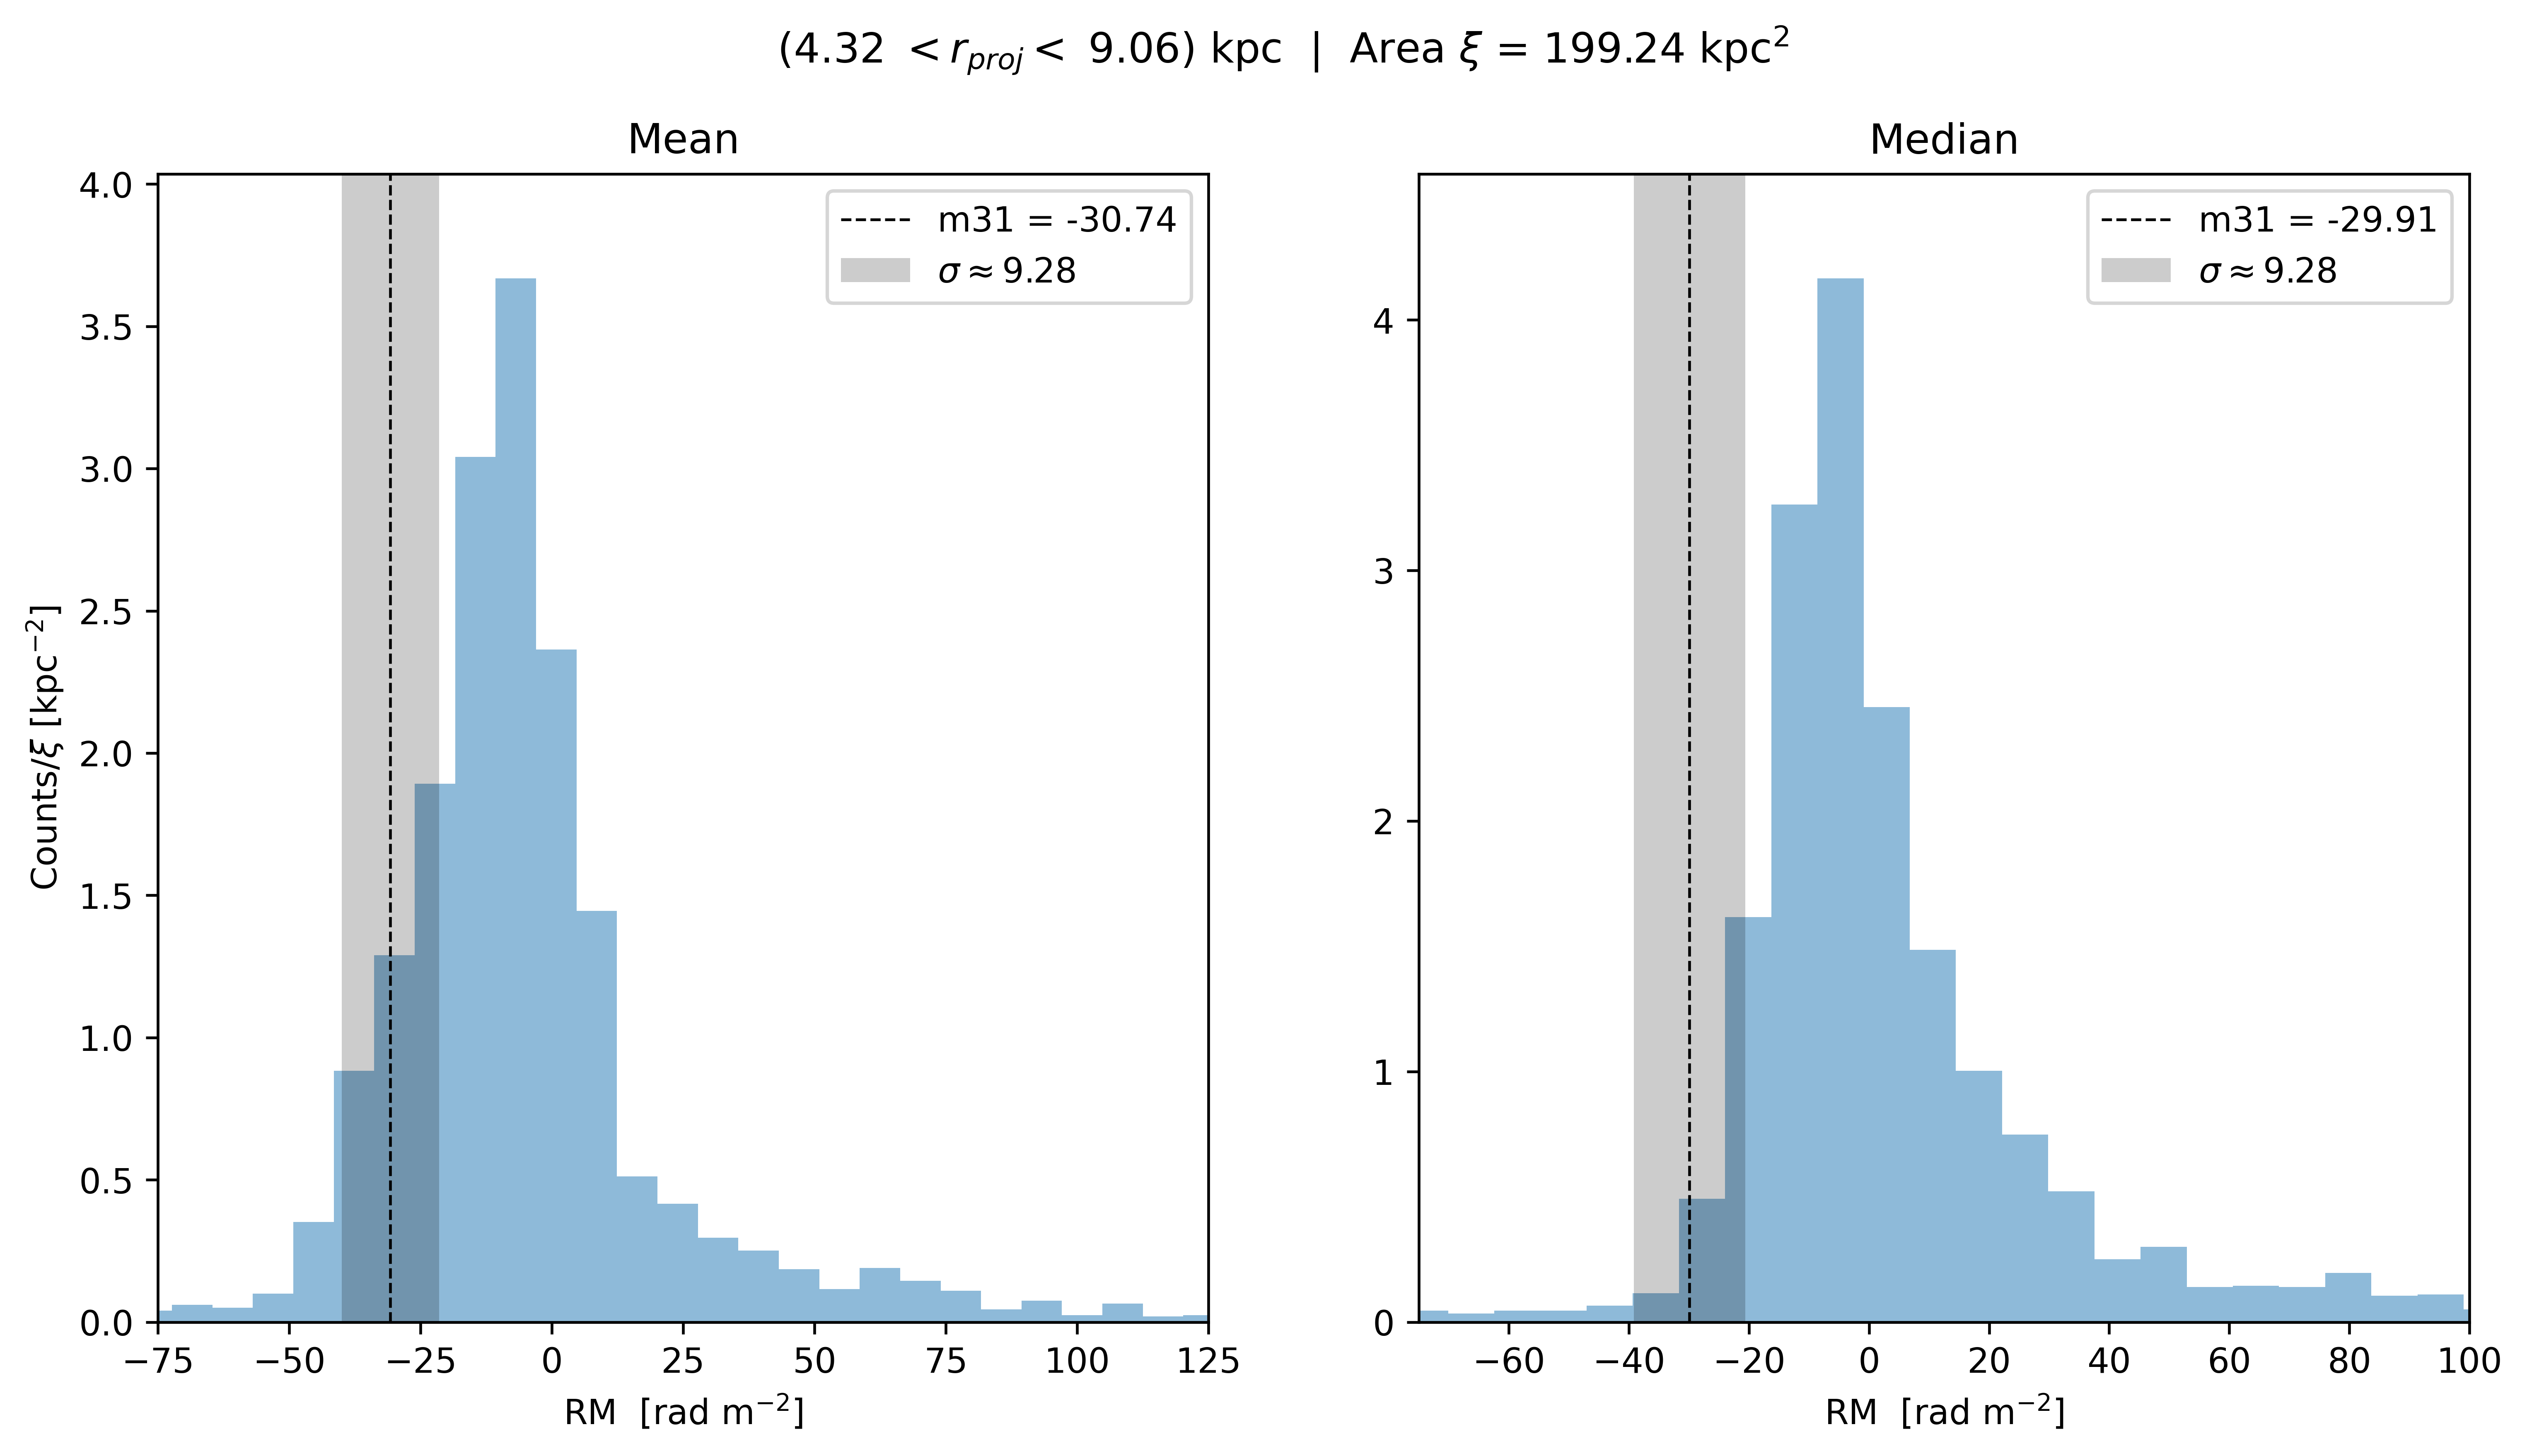 (4.32 < r_proj < 9.06) kpc | Area ξ = 199.24 kpc²
Mean
4.0
3.5
3.0
2.5
2.0
1.5
1.0
0.5
0.0
Counts/ξ [kpc⁻²]
m31 = -30.74
σ ≈ 9.28
−75 −50 −25 0 25 50 75 100 125
RM [rad m⁻²]
Median
4
3
2
1
0
m31 = -29.91
σ ≈ 9.28
−60 −40 −20 0 20 40 60 80 100
RM [rad m⁻²]